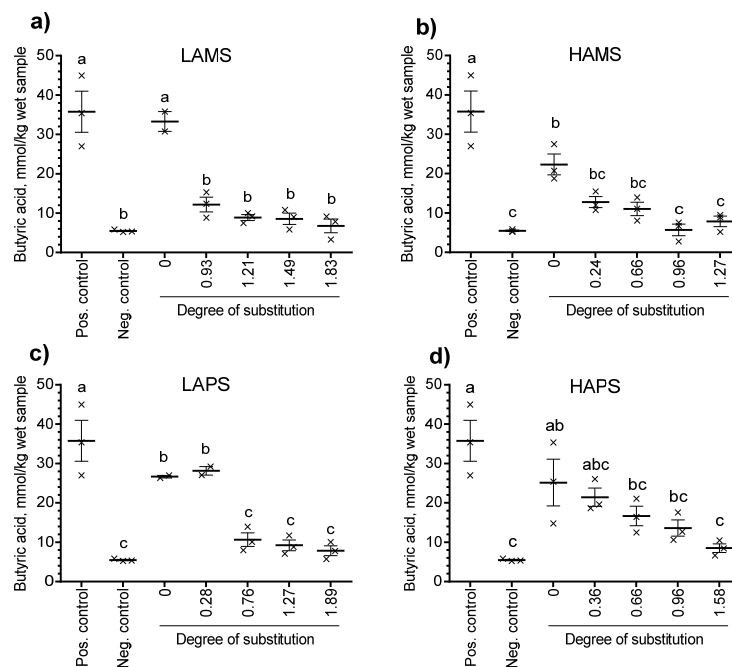 a)
LAMS
Butyric acid, mmol/kg wet sample
50
40
30
20
10
0
a
b
a
b
b
b
b
Pos. control
Neg. control
0
0.93
1.21
1.49
1.83
Degree of substitution
b)
HAMS
Butyric acid, mmol/kg wet sample
50
40
30
20
10
0
a
c
b
bc
bc
c
c
Pos. control
Neg. control
0
0.24
0.66
0.96
1.27
Degree of substitution
c)
LAPS
Butyric acid, mmol/kg wet sample
50
40
30
20
10
0
a
c
b
b
c
c
c
Pos. control
Neg. control
0
0.28
0.76
1.27
1.89
Degree of substitution
d)
HAPS
Butyric acid, mmol/kg wet sample
50
40
30
20
10
0
a
c
ab
abc
bc
bc
c
Pos. control
Neg. control
0
0.36
0.66
0.96
1.58
Degree of substitution